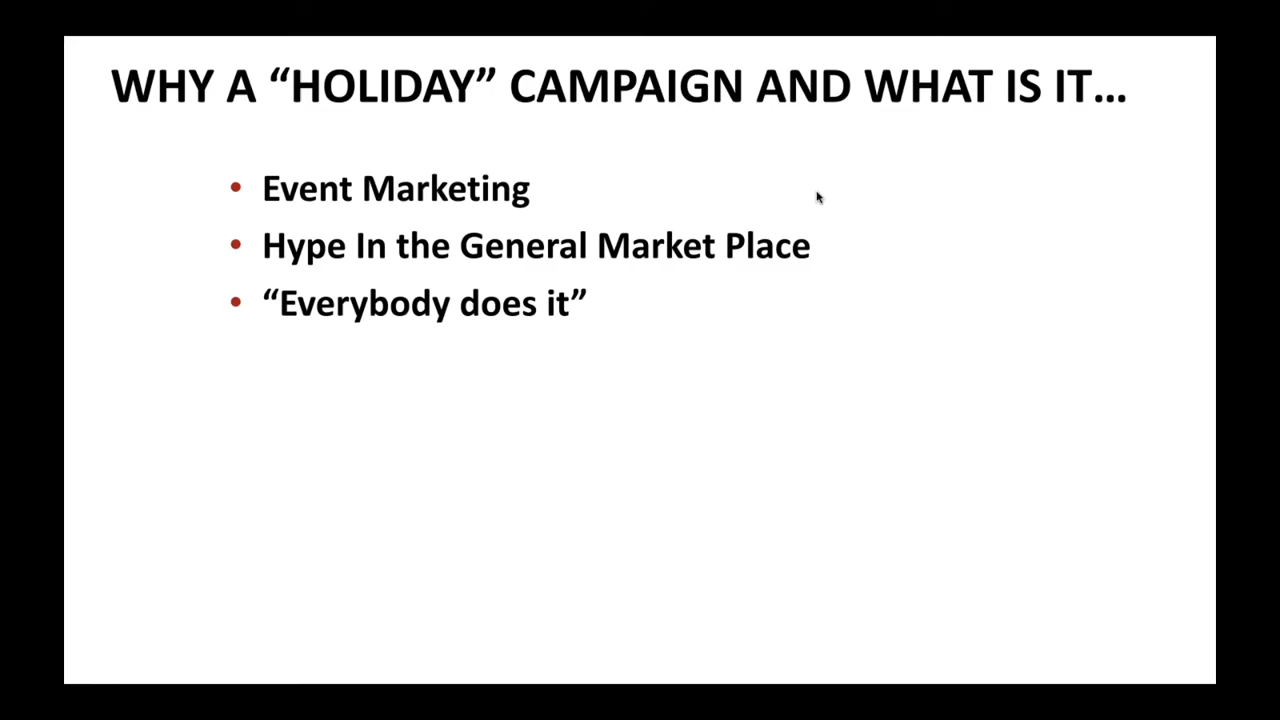 WHY A “HOLIDAY” CAMPAIGN AND WHAT IS IT…
• Event Marketing
• Hype In the General Market Place
• “Everybody does it”